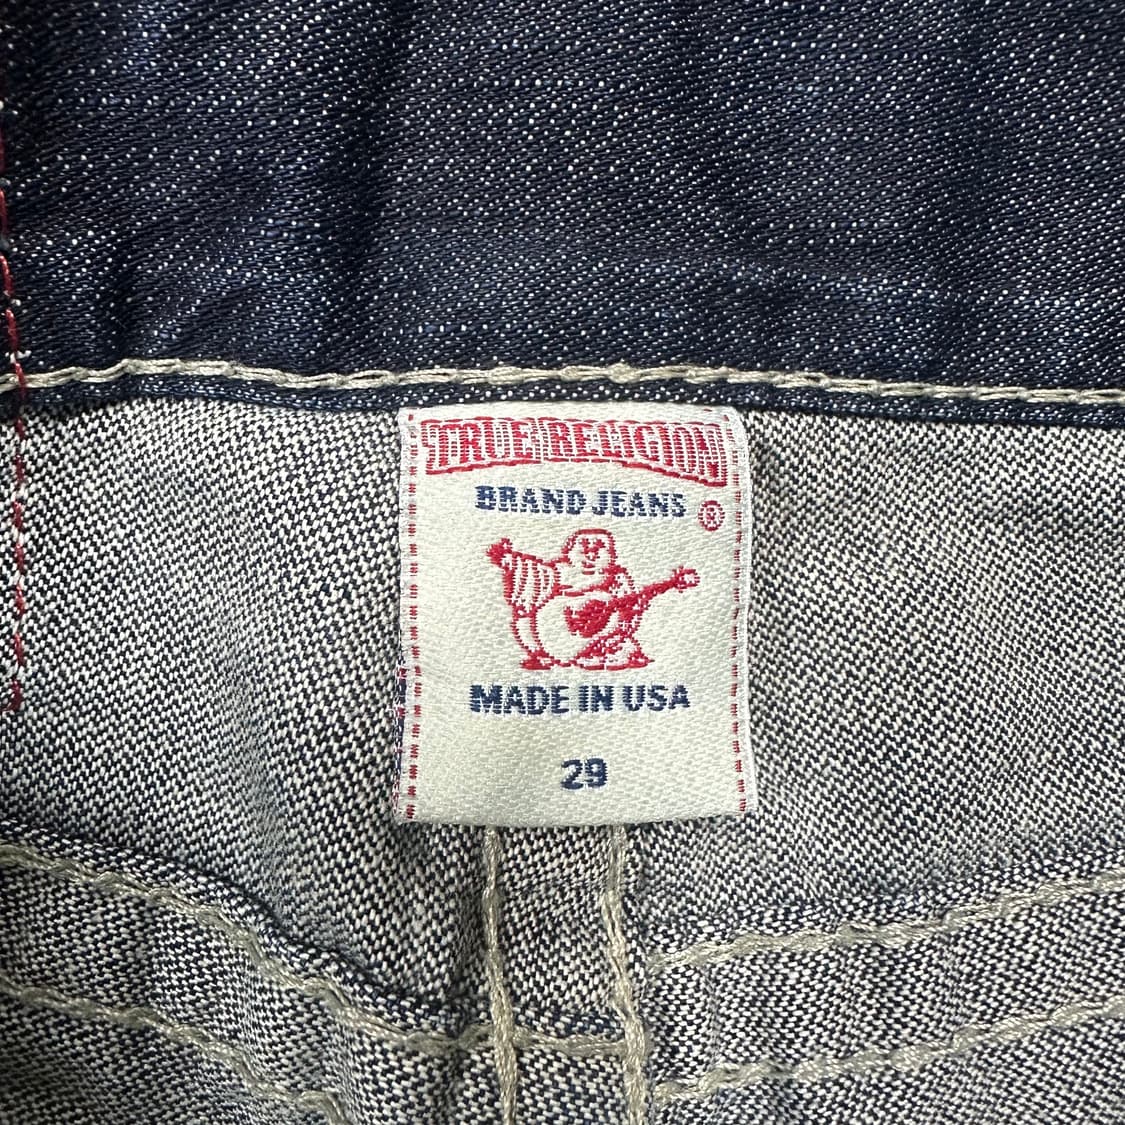 TRUE RELIGION
BRAND JEANS ®
MADE IN USA
29